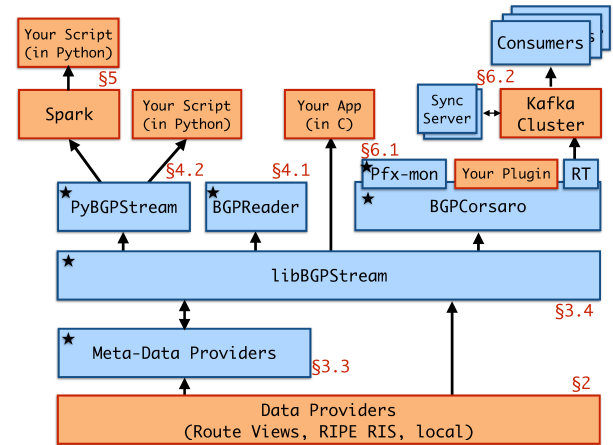 Your Script
(in Python)
§5
Spark
Your Script
(in Python)
§4.2
Your App
(in C)
Consumers
§6.2
Sync
Server
Kafka
Cluster
§6.1
Pfx-mon
Your Plugin
RT
§4.1
PyBGPStream
BGPReader
BGPCorsaro
libBGPStream
§3.4
Meta-Data Providers
§3.3
§2
Data Providers
(Route Views, RIPE RIS, local)